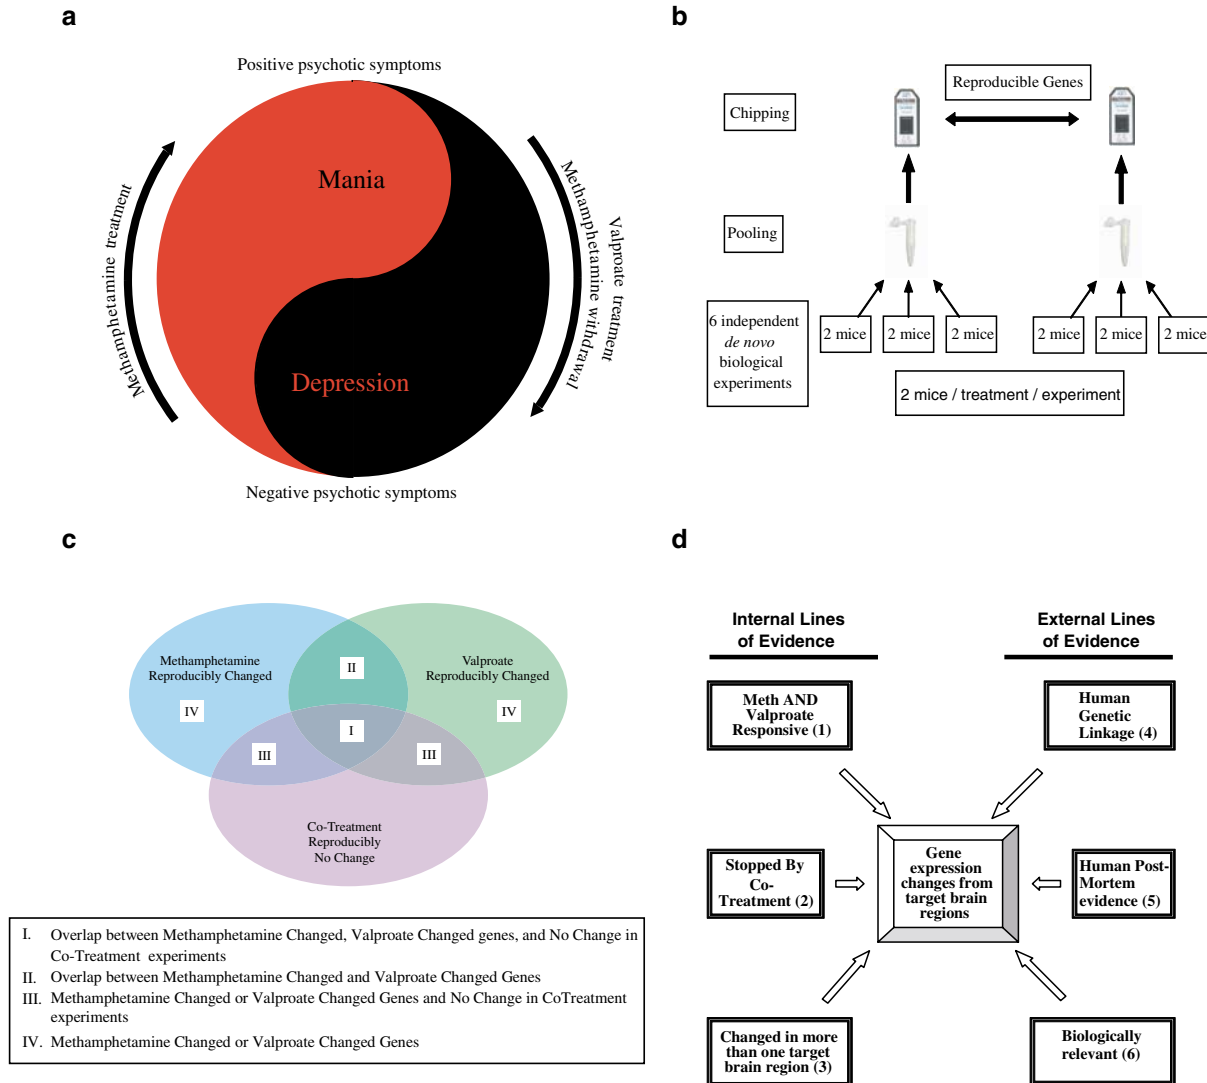 a
Positive psychotic symptoms
Mania
Depression
Methamphetamine treatment
Valproate treatment
Methamphetamine withdrawal
Negative psychotic symptoms
b
Chipping
Reproducible Genes
Pooling
6 independent
de novo
biological
experiments
2 mice
2 mice
2 mice
2 mice
2 mice
2 mice
2 mice / treatment / experiment
c
Methamphetamine
Reproducibly Changed
Valproate
Reproducibly Changed
II
IV
IV
I
III
III
Co-Treatment
Reproducibly
No Change
I. Overlap between Methamphetamine Changed, Valproate Changed genes, and No Change in
Co-Treatment experiments
II. Overlap between Methamphetamine Changed and Valproate Changed Genes
III. Methamphetamine Changed or Valproate Changed Genes and No Change in CoTreatment
experiments
IV. Methamphetamine Changed or Valproate Changed Genes
d
Internal Lines
of Evidence
External Lines
of Evidence
Meth AND
Valproate
Responsive (1)
Human
Genetic
Linkage (4)
Stopped By
Co-
Treatment (2)
Gene
expression
changes from
target brain
regions
Human Post-
Mortem
evidence (5)
Changed in more
than one target
brain region (3)
Biologically
relevant (6)